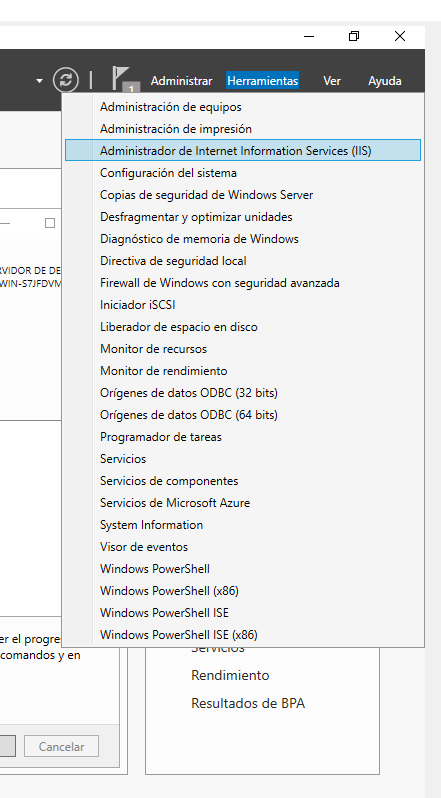 1
Administrar
Herramientas
Ver
Ayuda
Administración de equipos
Administración de impresión
Administrador de Internet Information Services (IIS)
Configuración del sistema
Copias de seguridad de Windows Server
Desfragmentar y optimizar unidades
Diagnóstico de memoria de Windows
Directiva de seguridad local
Firewall de Windows con seguridad avanzada
Iniciador iSCSI
Liberador de espacio en disco
Monitor de recursos
Monitor de rendimiento
Orígenes de datos ODBC (32 bits)
Orígenes de datos ODBC (64 bits)
Programador de tareas
Servicios
Servicios de componentes
Servicios de Microsoft Azure
System Information
Visor de eventos
Windows PowerShell
Windows PowerShell (x86)
Windows PowerShell ISE
Windows PowerShell ISE (x86)
RVIDOR DE DE
WIN-S7JFDVM
er el progre
comandos y en
Cancelar
Servicios
Rendimiento
Resultados de BPA